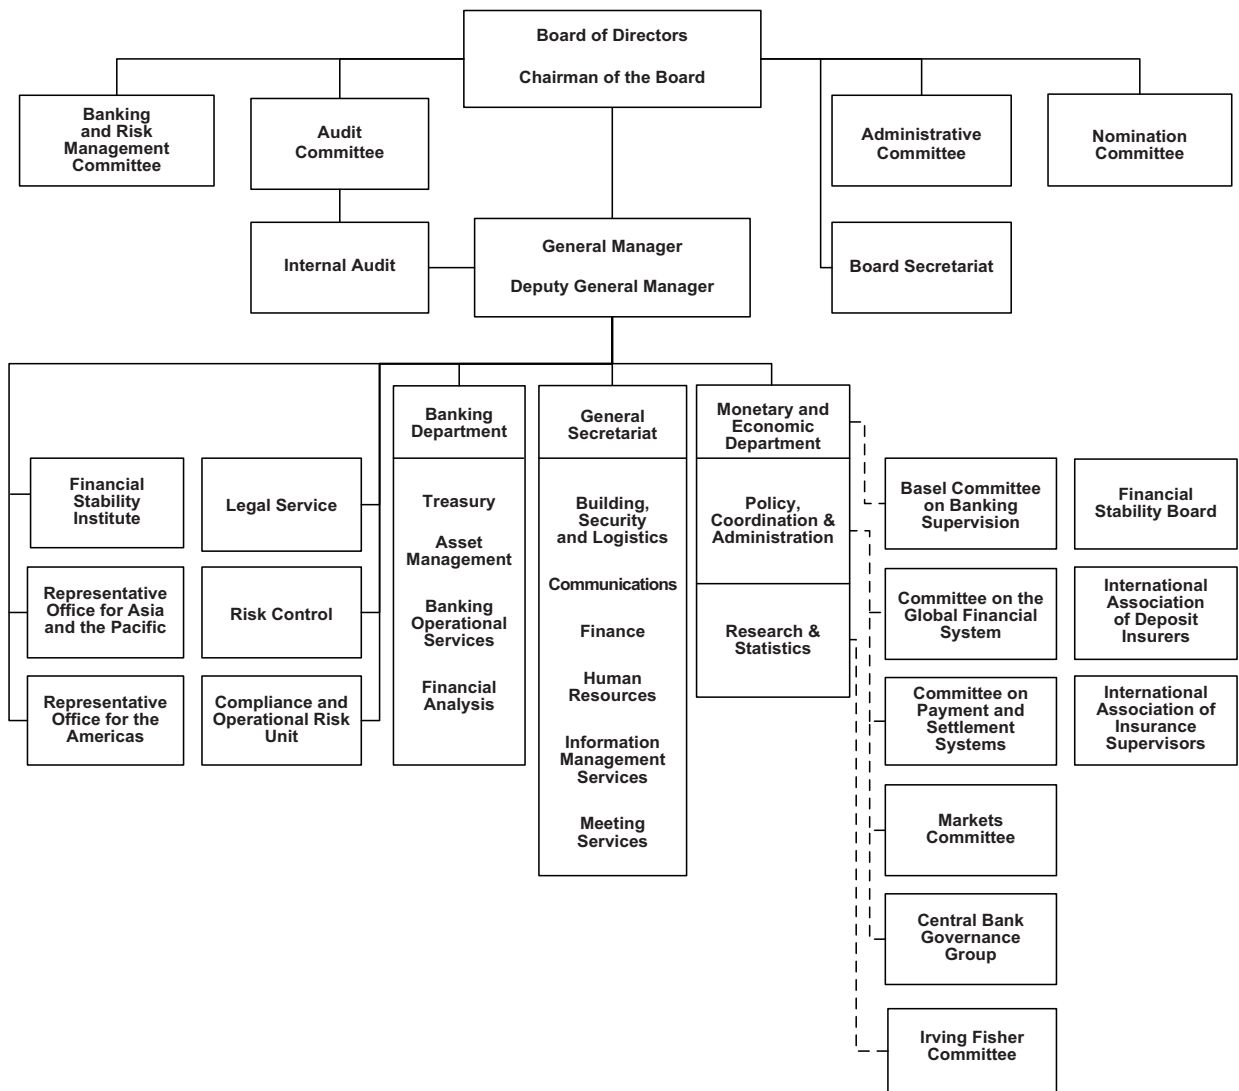 Board of Directors
Chairman of the Board
Banking
and Risk
Management
Committee
Audit
Committee
Administrative
Committee
Nomination
Committee
Internal Audit
General Manager
Deputy General Manager
Board Secretariat
Banking
Department
General
Secretariat
Monetary and
Economic
Department
Financial
Stability
Institute
Legal Service
Representative
Office for Asia
and the Pacific
Risk Control
Representative
Office for the
Americas
Compliance and
Operational Risk
Unit
Treasury
Asset
Management
Banking
Operational
Services
Financial
Analysis
Building,
Security
and Logistics
Communications
Finance
Human
Resources
Information
Management
Services
Meeting
Services
Policy,
Coordination &
Administration
Research &
Statistics
Basel Committee
on Banking
Supervision
Financial
Stability Board
Committee on the
Global Financial
System
International
Association
of Deposit
Insurers
Committee on
Payment and
Settlement
Systems
International
Association of
Insurance
Supervisors
Markets
Committee
Central Bank
Governance
Group
Irving Fisher
Committee